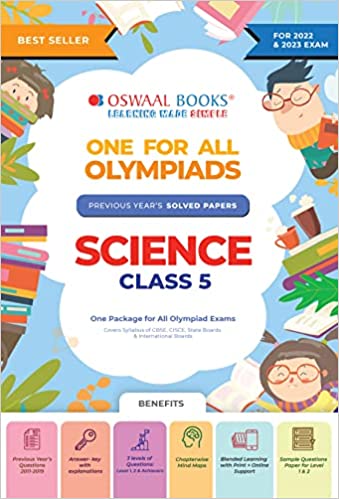 BEST SELLER
FOR 2022
& 2023 EXAM
OSWAAL BOOKS®
LEARNING MADE SIMPLE
ONE FOR ALL
OLYMPIADS
PREVIOUS YEAR'S SOLVED PAPERS
SCIENCE
CLASS 5
One Package for All Olympiad Exams
Covers Syllabus of CBSE, CISCE, State Boards
& International Boards
BENEFITS
Previous Year's
Questions
2011-2015
Answer-key
with
explanations
3 levels of
Questions:
Level 1, 2 & Achievers
Chapterwise
Mind Maps
Blended Learning
with Print + Online
Support
Sample Questions
Paper for Level
1 & 2